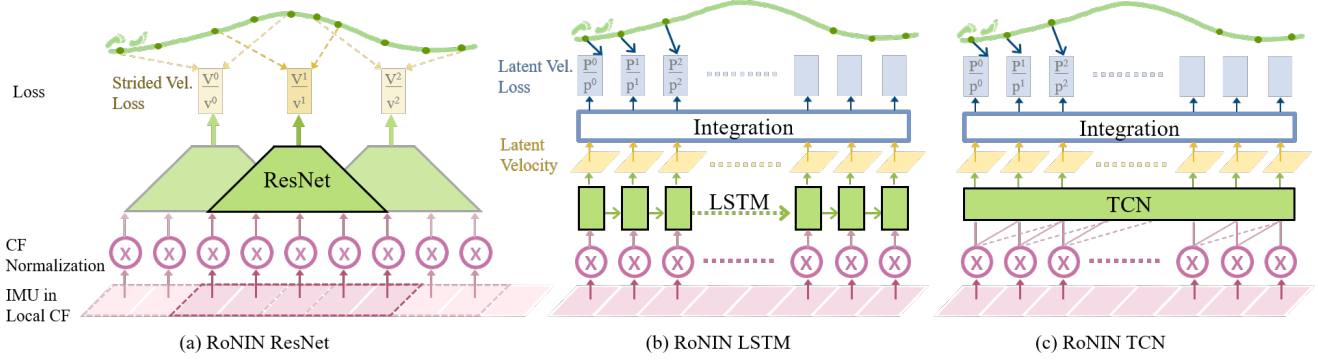 Loss
Strided Vel.
Loss
V⁰
v⁰
V¹
v¹
V²
v²
ResNet
CF
Normalization
X X X X X X X X X
IMU in
Local CF
(a) RoNIN ResNet
Latent Vel.
Loss
P⁰ P¹ P²
p⁰ p¹ p²
Integration
Latent
Velocity
LSTM
X X X X X X
(b) RoNIN LSTM
P⁰ P¹ P²
p⁰ p¹ p²
Integration
TCN
X X X X X X
(c) RoNIN TCN